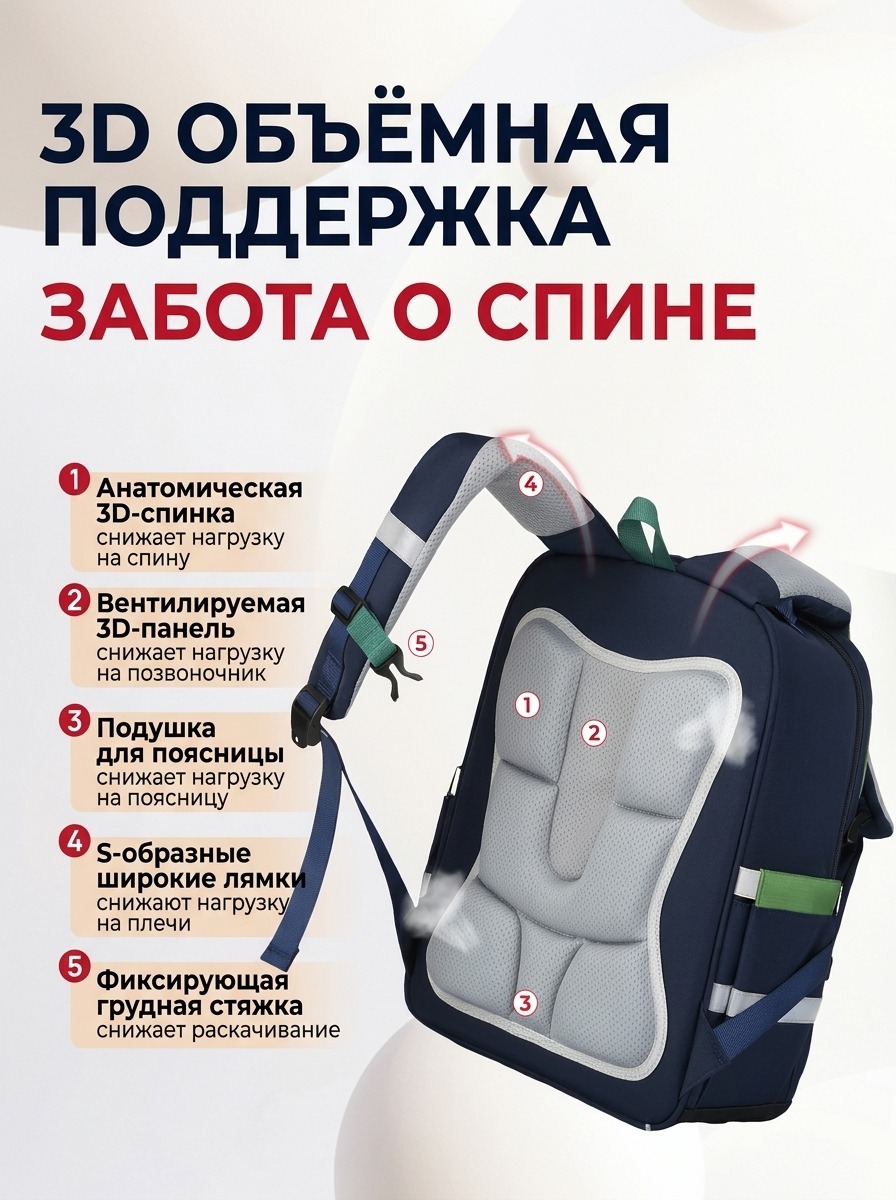 3D ОБЪЁМНАЯ
ПОДДЕРЖКА
ЗАБОТА О СПИНЕ
1 Анатомическая
3D-спинка
снижает нагрузку
на спину
2 Вентилируемая
3D-панель
снижает нагрузку
на позвоночник
3 Подушка
для поясницы
снижает нагрузку
на поясницу
4 S-образные
широкие лямки
снижают нагрузку
на плечи
5 Фиксирующая
грудная стяжка
снижает раскачивание
4
5
1
2
3